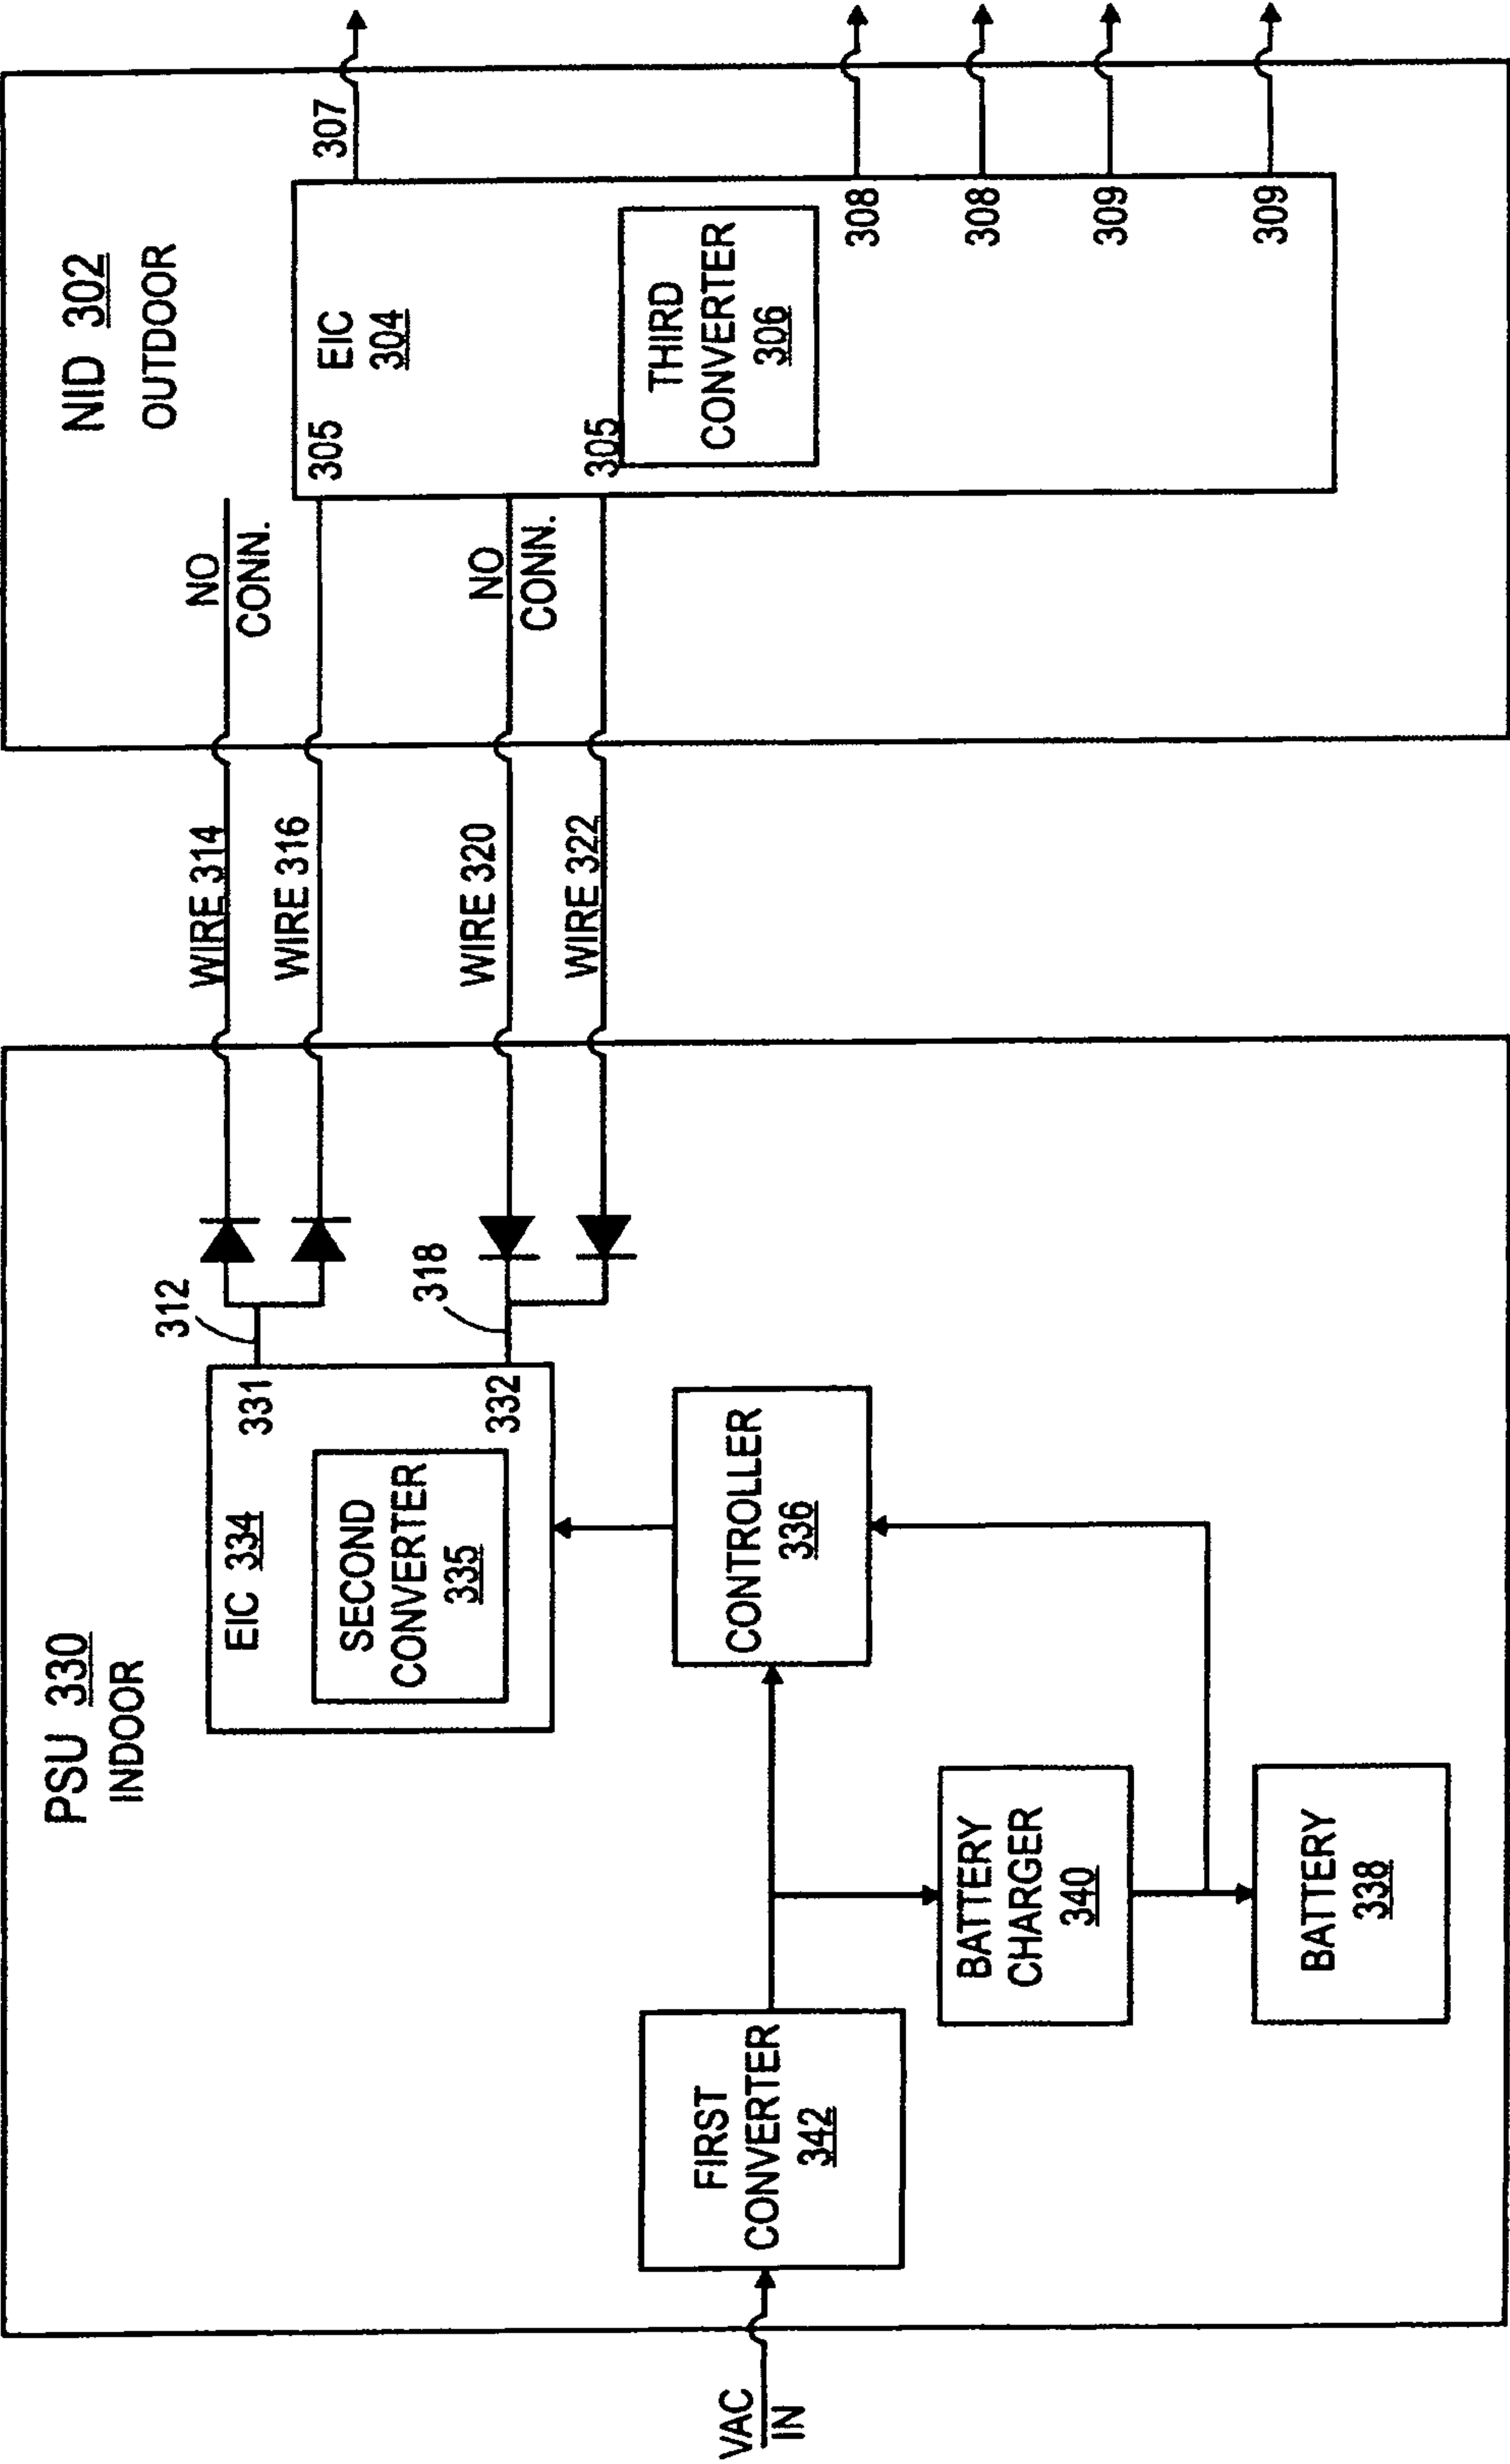 PSU 330
INDOOR
NID 302
OUTDOOR
VAC
IN
FIRST
CONVERTER
342
BATTERY
CHARGER
340
BATTERY
338
CONTROLLER
336
EIC 334
SECOND
CONVERTER
335
331
332
312
318
WIRE 314
WIRE 316
WIRE 320
WIRE 322
NO
CONN.
NO
CONN.
305
305
EIC
304
THIRD
CONVERTER
306
307
308
308
309
309